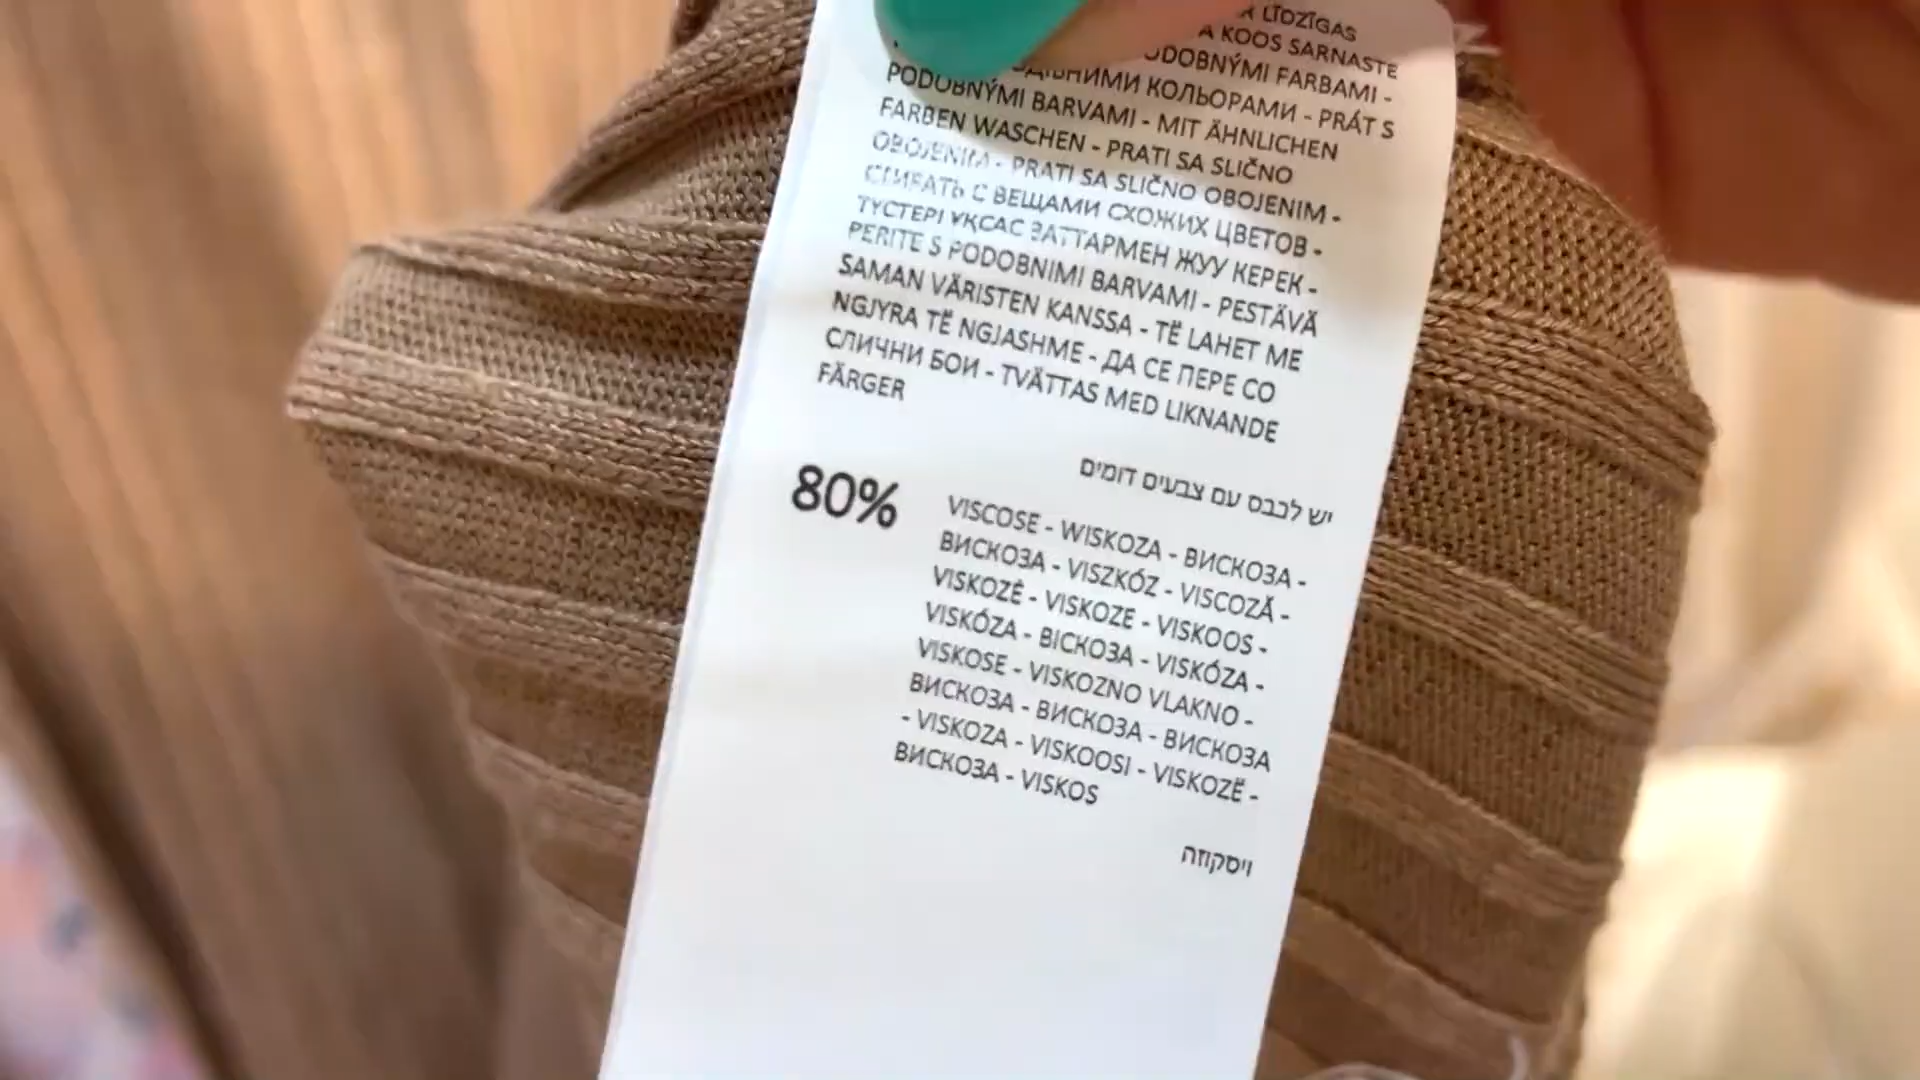 LĪDZĪGAS
KOOS SARNASTE
FARBAMI -
КОЛЬОРАМИ - PRÁT S
PODOBNÝMI BARVAMI - MIT ÄHNLICHEN
FARBEN WASCHEN - PRATI SA SLIČNO
OBOJENIM - PRATI SA SLIČNO OBOJENIM -
СТИРАТЬ С ВЕЩАМИ СХОЖИХ ЦВЕТОВ -
ТҮСТЕРІ ҰҚСАС ЗАТТАРМЕН ЖУУ КЕРЕК -
PERITE S PODOBNIMI BARVAMI - PESTÄVÄ
SAMAN VÄRISTEN KANSSA - TË LAHET ME
NGJYRA TË NGJASHME - ДА СЕ ПЕРЕ СО
СЛИЧНИ БОИ - TVÄTTAS MED LIKNANDE
FÄRGER
יש לכבס עם צבעים דומים
80% VISCOSE - WISKOZA - ВИСКОЗА -
ВИСКОЗА - VISZKÓZ - VISCOZĂ -
VISKOZĖ - VISKOZE - VISKOOS -
VISKÓZA - ВІСКОЗА - VISKÓZA -
VISKOSE - VISKOZNO VLAKNO -
ВИСКОЗА - ВИСКОЗА - ВИСКОЗА
- VISKOZA - VISKOOSI - VISKOZË -
ВИСКОЗА - VISKOS
ויסקוזה